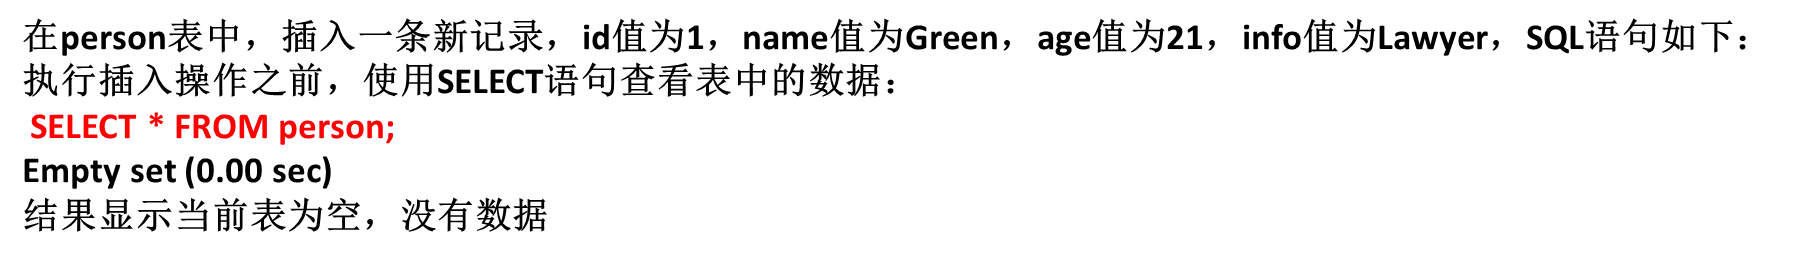 在person表中，插入一条新记录，id值为1，name值为Green，age值为21，info值为Lawyer，SQL语句如下：
执行插入操作之前，使用SELECT语句查看表中的数据：
SELECT * FROM person;
Empty set (0.00 sec)
结果显示当前表为空，没有数据